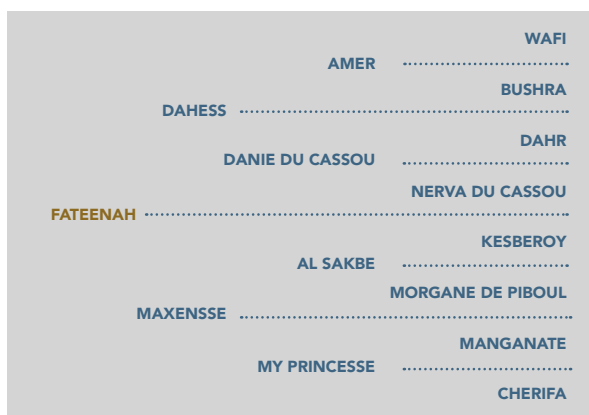 WAFI
AMER
BUSHRA
DAHESS
DAHR
DANIE DU CASSOU
NERVA DU CASSOU
FATEENAH
KESBEROY
AL SAKBE
MORGANE DE PIBOUL
MAXENSSE
MANGANATE
MY PRINCESSE
CHERIFA